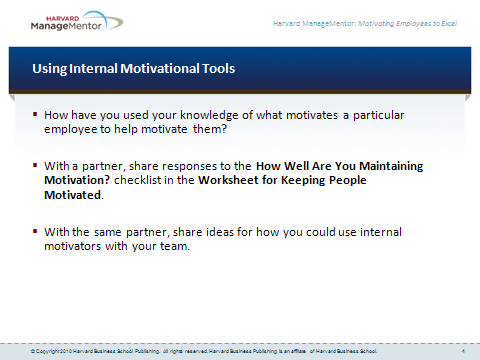 HARVARD
ManageMentor
Harvard ManageMentor: Motivating Employees to Excel
Using Internal Motivational Tools
How have you used your knowledge of what motivates a particular
employee to help motivate them?
With a partner, share responses to the How Well Are You Maintaining
Motivation? checklist in the Worksheet for Keeping People
Motivated.
With the same partner, share ideas for how you could use internal
motivators with your team.
© Copyright 2010 Harvard Business School Publishing. All rights reserved. Harvard Business Publishing is an affiliate of Harvard Business School.